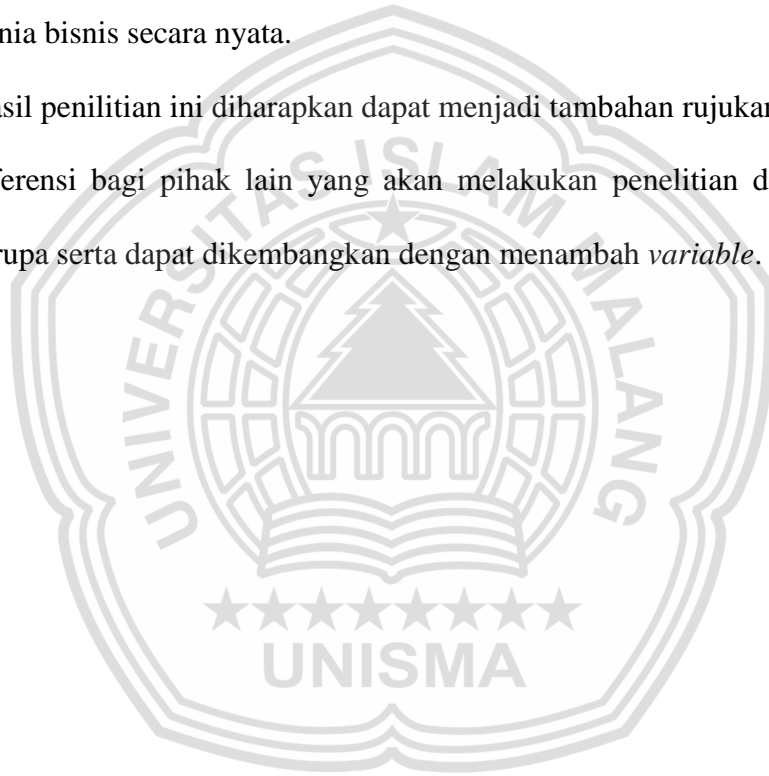 nia bisnis secara nyata.
asil penilitian ini diharapkan dapat menjadi tambahan rujukan
ferensi bagi pihak lain yang akan melakukan penelitian d
rupa serta dapat dikembangkan dengan menambah variable.
UNIVERSITAS ISLAM MALANG
UNISMA